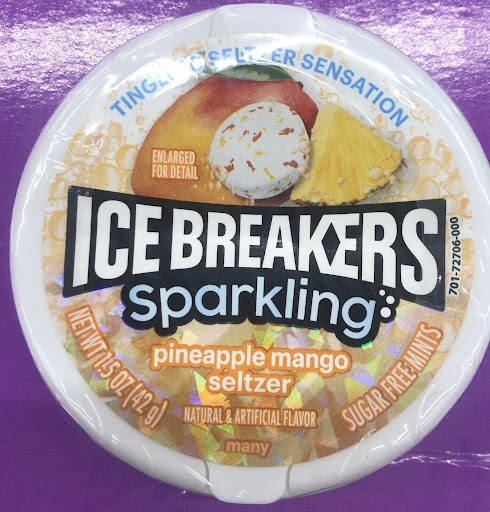 TINGLING SELTZER SENSATION
ENLARGED
FOR DETAIL
ICE BREAKERS
sparkling
701-72706-000
pineapple mango
seltzer
NET WT 1.5 OZ (42 g)
NATURAL & ARTIFICIAL FLAVOR
SUGAR FREE MINTS
many